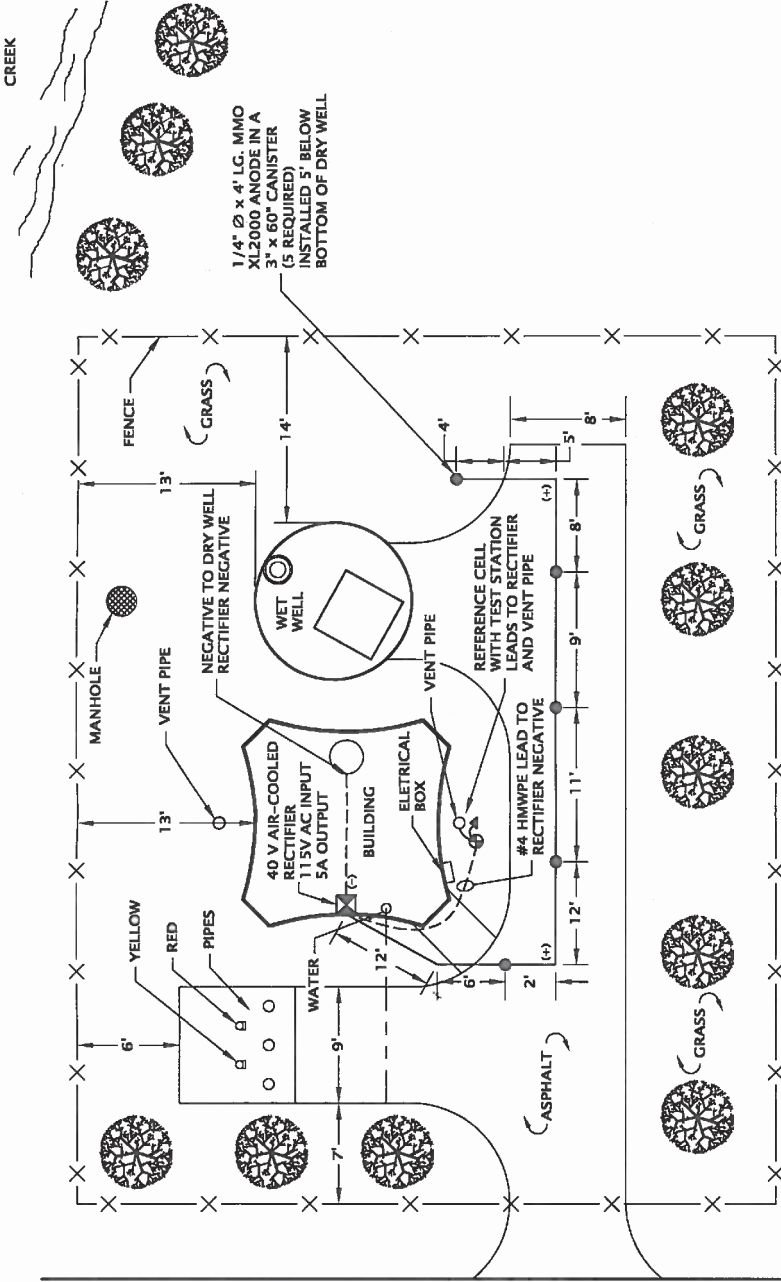 CREEK
1/4" Ø x 4' LG. MMO
XL2000 ANODE IN A
3" x 60" CANISTER
(5 REQUIRED)
INSTALLED 5' BELOW
BOTTOM OF DRY WELL
FENCE
GRASS
14'
13'
MANHOLE
VENT PIPE
NEGATIVE TO DRY WELL
RECTIFIER NEGATIVE
WET
WELL
4'
8'
5'
(+)
8'
GRASS
REFERENCE CELL
WITH TEST STATION
LEADS TO RECTIFIER
AND VENT PIPE
9'
VENT PIPE
13'
40 V AIR-COOLED
RECTIFIER
115V AC INPUT
5A OUTPUT
(-)
BUILDING
ELETRICAL
BOX
#4 HMWPE LEAD TO
RECTIFIER NEGATIVE
11'
12'
(+)
YELLOW
RED
PIPES
WATER
12'
6'
2'
6'
9'
7'
ASPHALT
GRASS